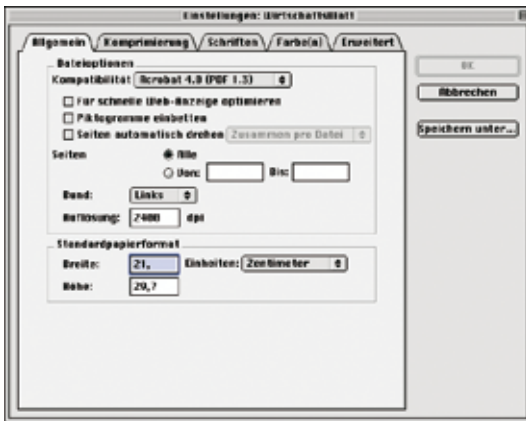 Einstellungen: Wirtschaftsblatt
Allgemein Komprimierung Schriften Farbe(n) Erweitert
Dateioptionen
Kompatibilität Acrobat 4.0 (PDF 1.3)
Für schnelle Web-Anzeige optimieren
Piktogramme einbetten
Seiten automatisch drehen Zusammen pro Datei
Seiten Alle
Von: Bis:
Bund: Links
Auflösung: 2400 dpi
Standardpapierformat
Breite: 21, Einheiten: Zentimeter
Höhe: 29,7
OK
Abbrechen
Speichern unter...